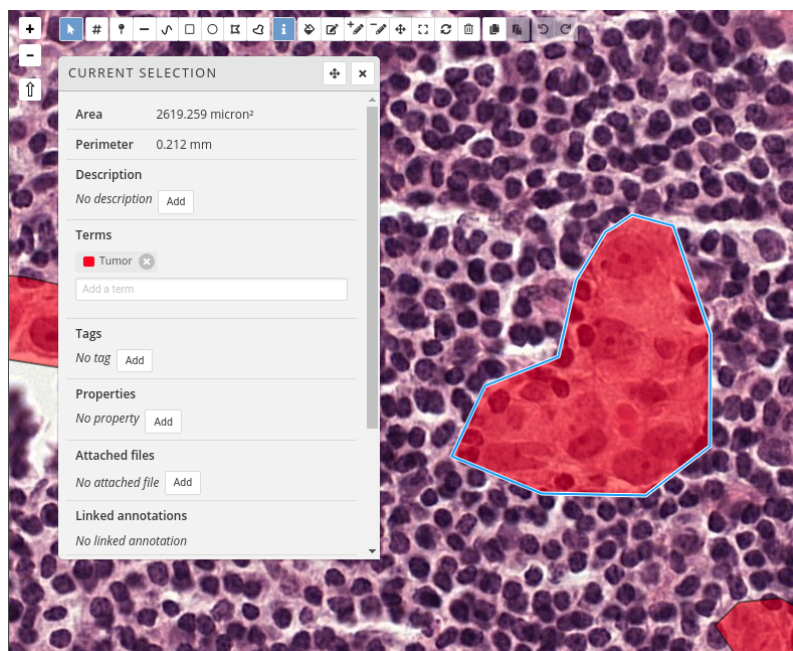 CURRENT SELECTION
Area 2619.259 micron²
Perimeter 0.212 mm
Description
No description Add
Terms
Tumor
Add a term
Tags
No tag Add
Properties
No property Add
Attached files
No attached file Add
Linked annotations
No linked annotation